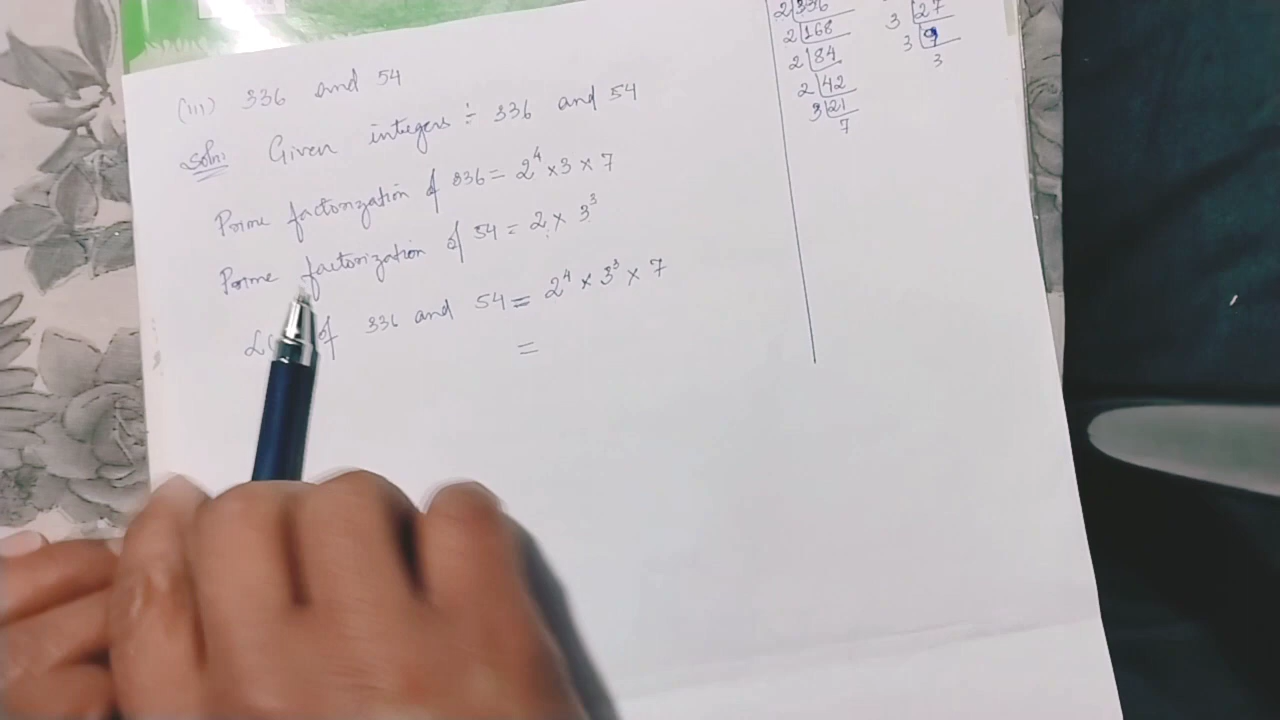 (iii) 336 and 54
Soln: Given integers ÷ 336 and 54
Prime factorization of 336 = 2⁴ × 3 × 7
Prime factorization of 54 = 2 × 3³
of 336 and 54 = 2⁴ × 3³ × 7
=
2 336
2 168
2 84
2 42
3 21
7
3 27
3 9
3